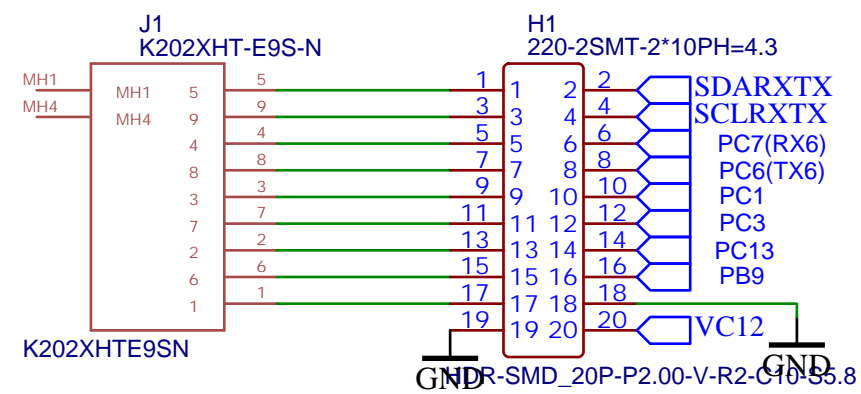 J1
K202XHT-E9S-N
H1
220-2SMT-2*10PH=4.3
MH1 MH1 5 5 1 1 2 2 SDARXTX
MH4 MH4 9 9 3 3 4 4 SCLRXTX
4 4 5 5 6 6 PC7(RX6)
8 8 7 7 8 8 PC6(TX6)
3 3 9 9 10 10 PC1
7 7 11 11 12 12 PC3
2 2 13 13 14 14 PC13
6 6 15 15 16 16 PB9
1 1 17 17 18 18
19 19 20 20 VC12
K202XHTE9SN
GND
GND
HDR-SMD_20P-P2.00-V-R2-C10-S5.8